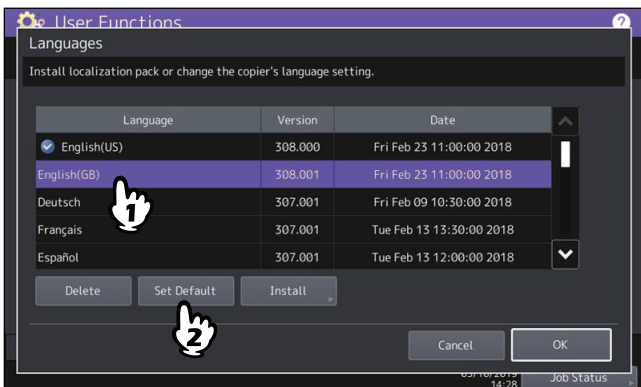 User Functions ?
Languages
Install localization pack or change the copier's language setting.
Language Version Date
English(US) 308.000 Fri Feb 23 11:00:00 2018
English(GB) 308.001 Fri Feb 23 11:00:00 2018
Deutsch 307.001 Fri Feb 09 10:30:00 2018
1
Français 307.001 Tue Feb 13 13:30:00 2018
Español 307.001 Tue Feb 13 12:00:00 2018
Delete Set Default Install
2
Cancel OK
14:28 Job Status